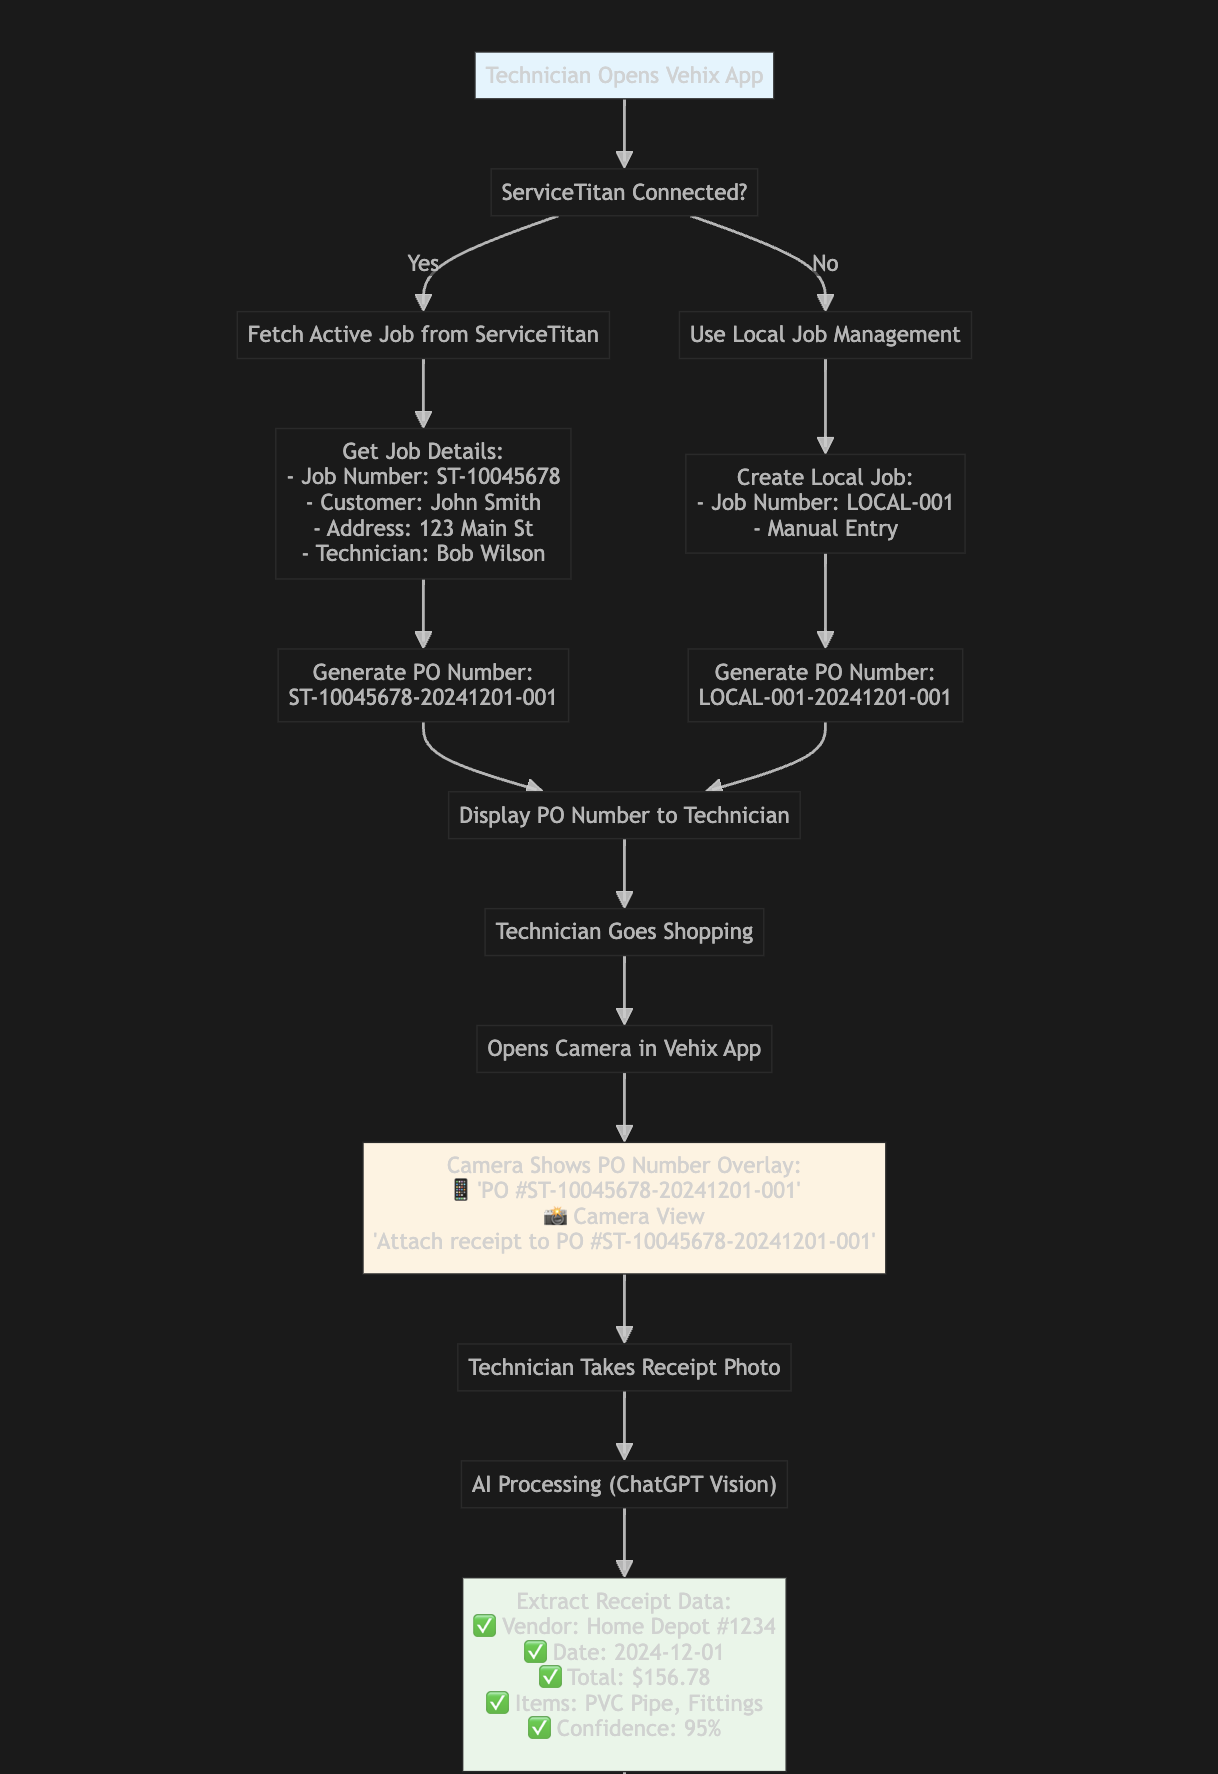 Technician Opens Vehix App
ServiceTitan Connected?
Yes
No
Fetch Active Job from ServiceTitan
Use Local Job Management
Get Job Details:
- Job Number: ST-10045678
- Customer: John Smith
- Address: 123 Main St
- Technician: Bob Wilson
Create Local Job:
- Job Number: LOCAL-001
- Manual Entry
Generate PO Number:
ST-10045678-20241201-001
Generate PO Number:
LOCAL-001-20241201-001
Display PO Number to Technician
Technician Goes Shopping
Opens Camera in Vehix App
Camera Shows PO Number Overlay:
📱 'PO #ST-10045678-20241201-001'
📸 Camera View
'Attach receipt to PO #ST-10045678-20241201-001'
Technician Takes Receipt Photo
AI Processing (ChatGPT Vision)
Extract Receipt Data:
✅ Vendor: Home Depot #1234
✅ Date: 2024-12-01
✅ Total: $156.78
✅ Items: PVC Pipe, Fittings
✅ Confidence: 95%